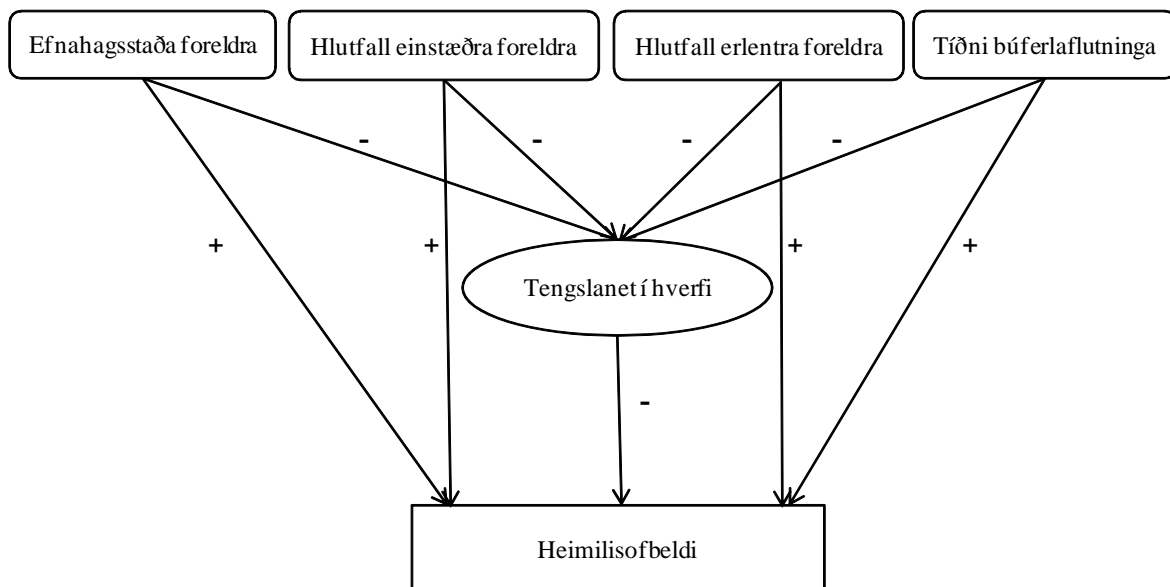 Efnahagsstaða foreldra
Hlutfall einstæðra foreldra
Hlutfall erlentra foreldra
Tíðni búferlaflutninga
- - - -
+ + + +
Tengslanet í hverfi
-
Heimilisofbeldi